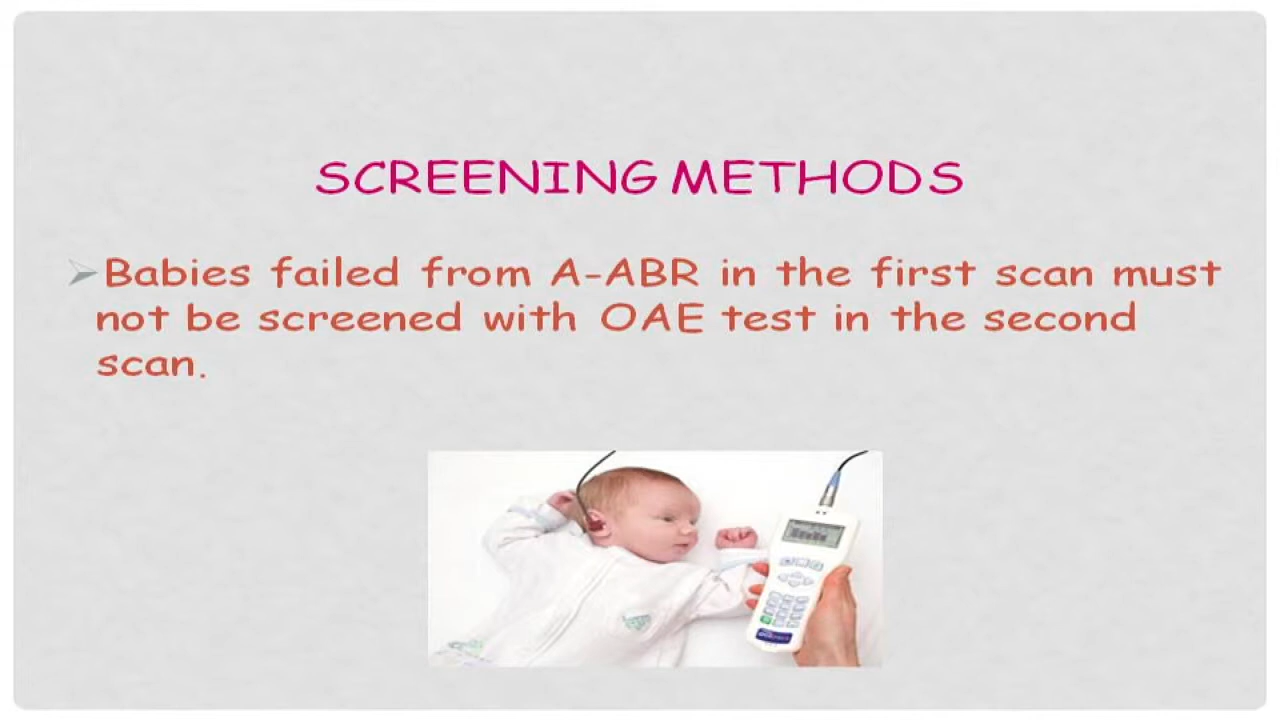 SCREENING METHODS
Babies failed from A-ABR in the first scan must
not be screened with OAE test in the second
scan.